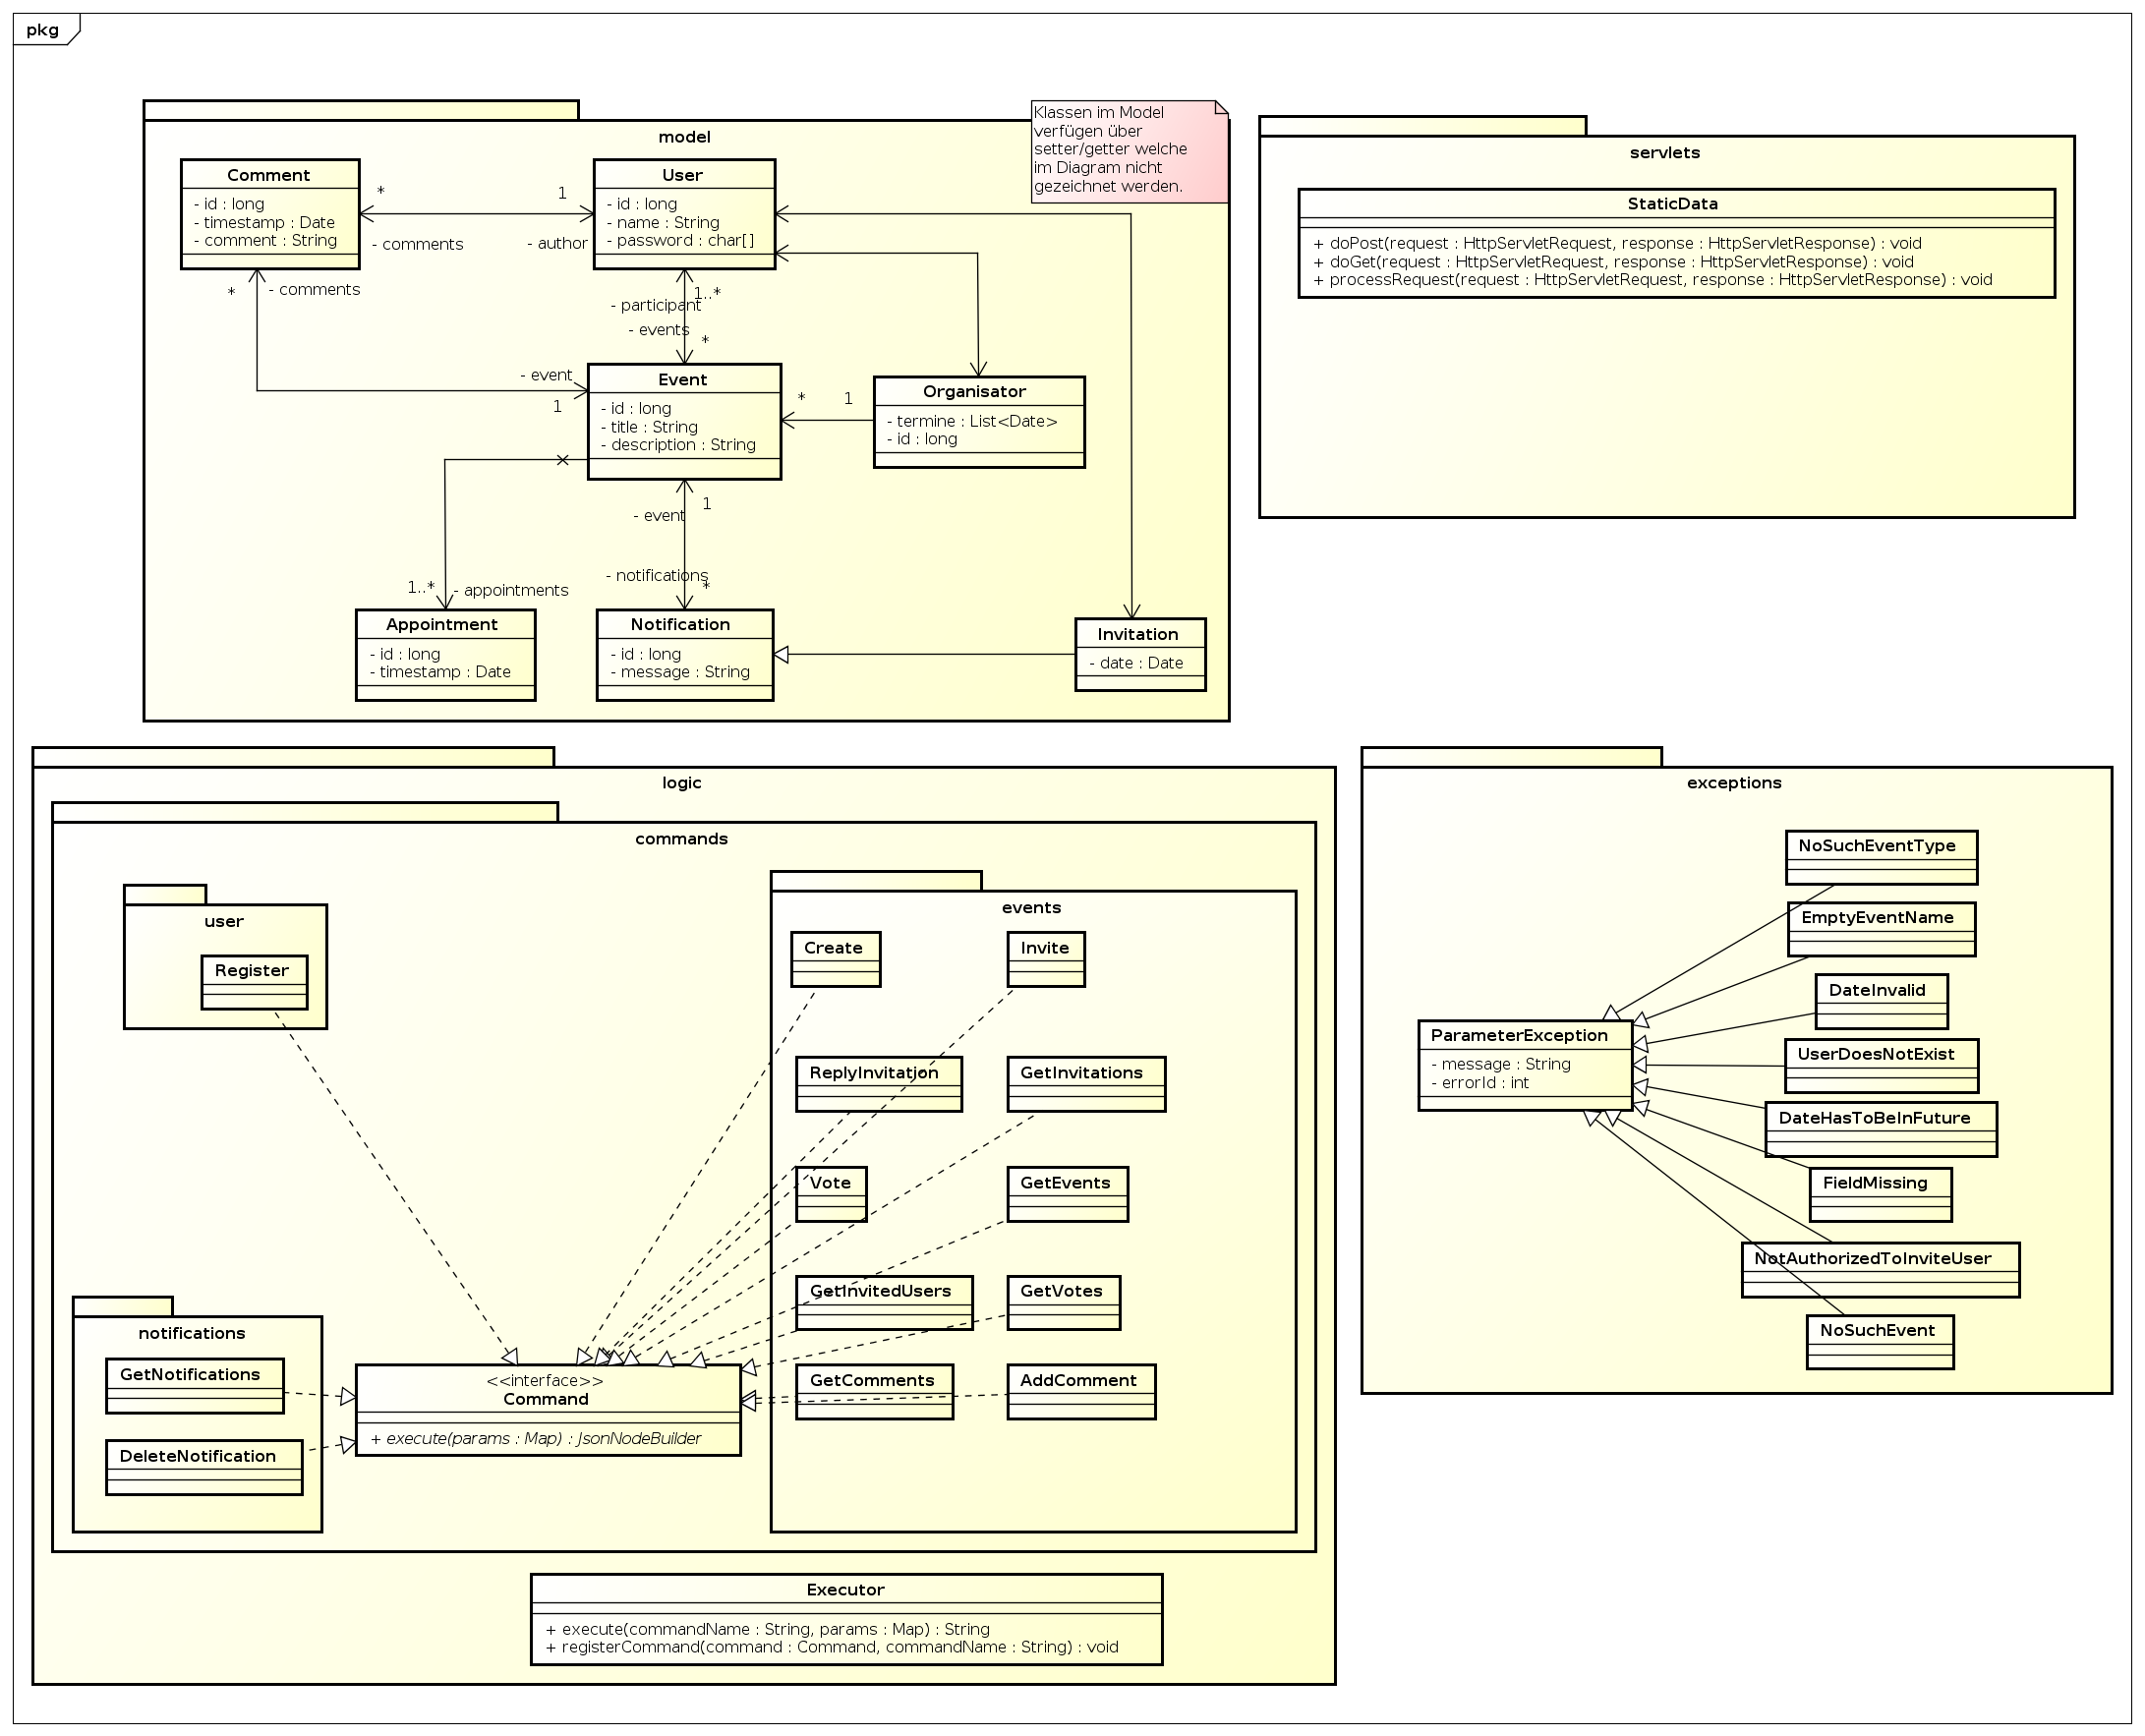 pkg
model
Klassen im Model
verfügen über
setter/getter welche
im Diagram nicht
gezeichnet werden.
Comment
- id : long
- timestamp : Date
- comment : String
*
- comments
1
- author
User
- id : long
- name : String
- password : char[]
*
- comments
1..*
- participant
- events
*
- event
1
Event
- id : long
- title : String
- description : String
*
1
Organisator
- termine : List<Date>
- id : long
1
- event
- notifications
*
1..*
- appointments
Appointment
- id : long
- timestamp : Date
Notification
- id : long
- message : String
Invitation
- date : Date
servlets
StaticData
+ doPost(request : HttpServletRequest, response : HttpServletResponse) : void
+ doGet(request : HttpServletRequest, response : HttpServletResponse) : void
+ processRequest(request : HttpServletRequest, response : HttpServletResponse) : void
logic
commands
user
Register
events
Create
Invite
ReplyInvitation
GetInvitations
Vote
GetEvents
GetInvitedUsers
GetVotes
GetComments
AddComment
notifications
GetNotifications
DeleteNotification
<<interface>>
Command
+ execute(params : Map) : JsonNodeBuilder
Executor
+ execute(commandName : String, params : Map) : String
+ registerCommand(command : Command, commandName : String) : void
exceptions
NoSuchEventType
EmptyEventName
DateInvalid
ParameterException
- message : String
- errorId : int
UserDoesNotExist
DateHasToBeInFuture
FieldMissing
NotAuthorizedToInviteUser
NoSuchEvent